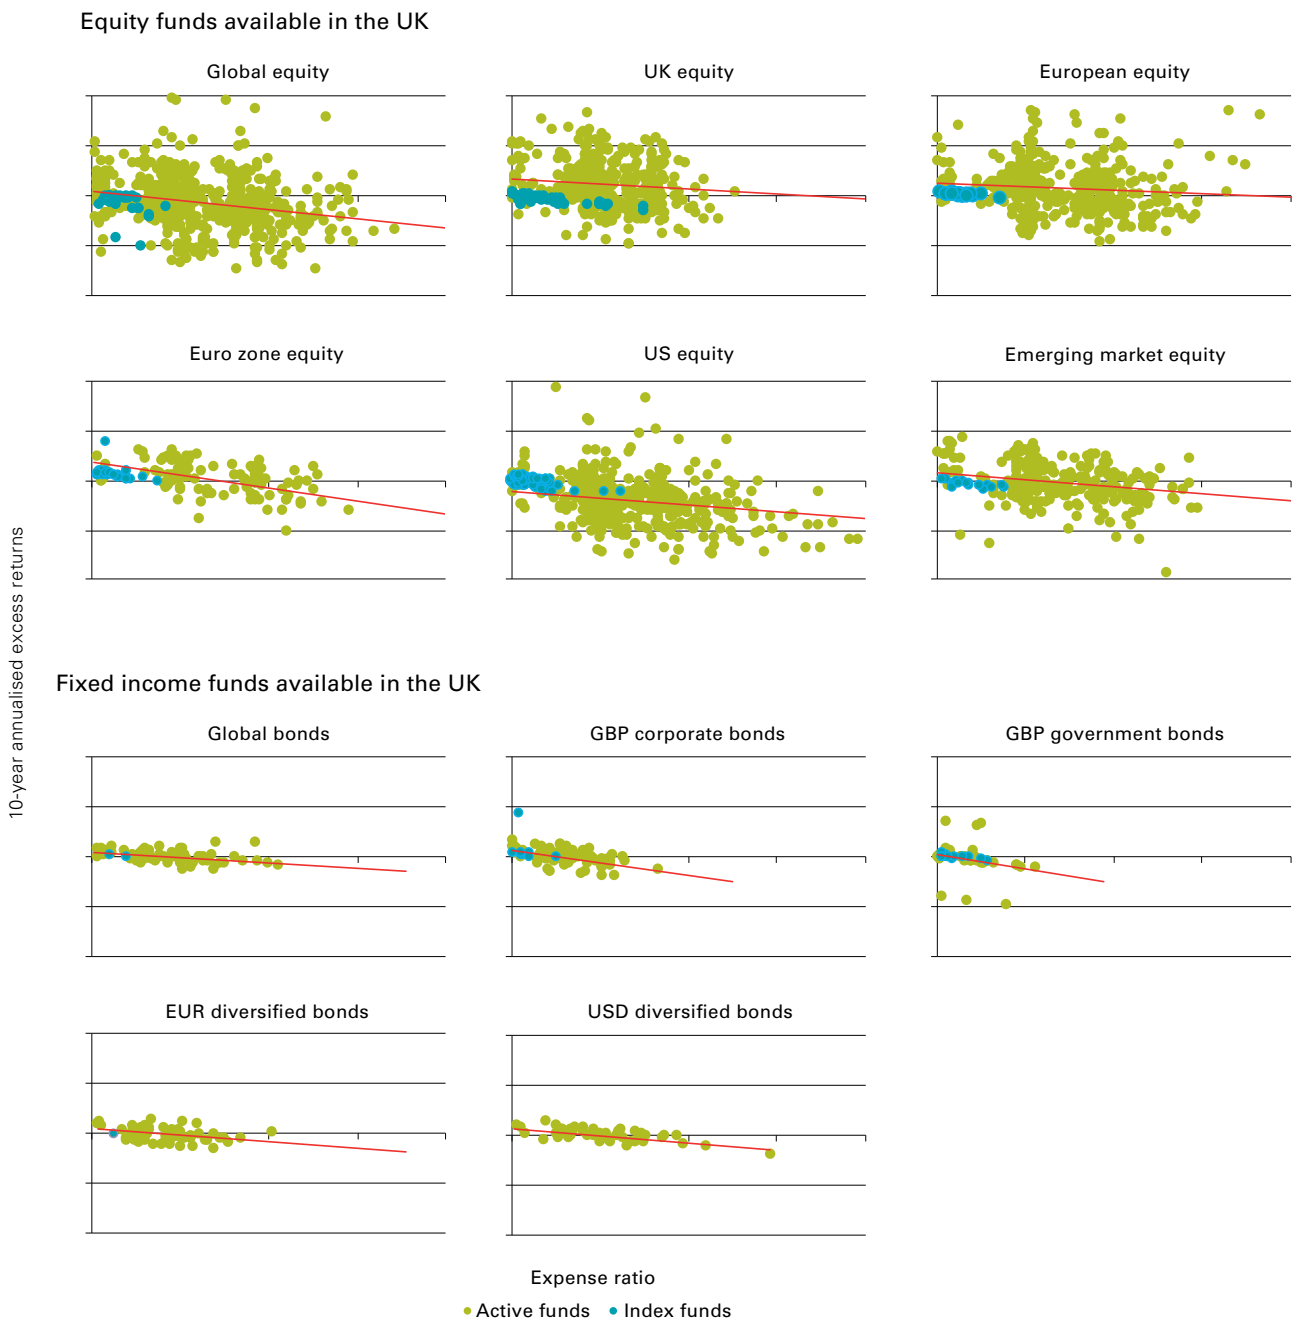 Equity funds available in the UK
Global equity
UK equity
European equity
Euro zone equity
US equity
Emerging market equity
10-year annualised excess returns
Fixed income funds available in the UK
Global bonds
GBP corporate bonds
GBP government bonds
EUR diversified bonds
USD diversified bonds
Expense ratio
Active funds
Index funds